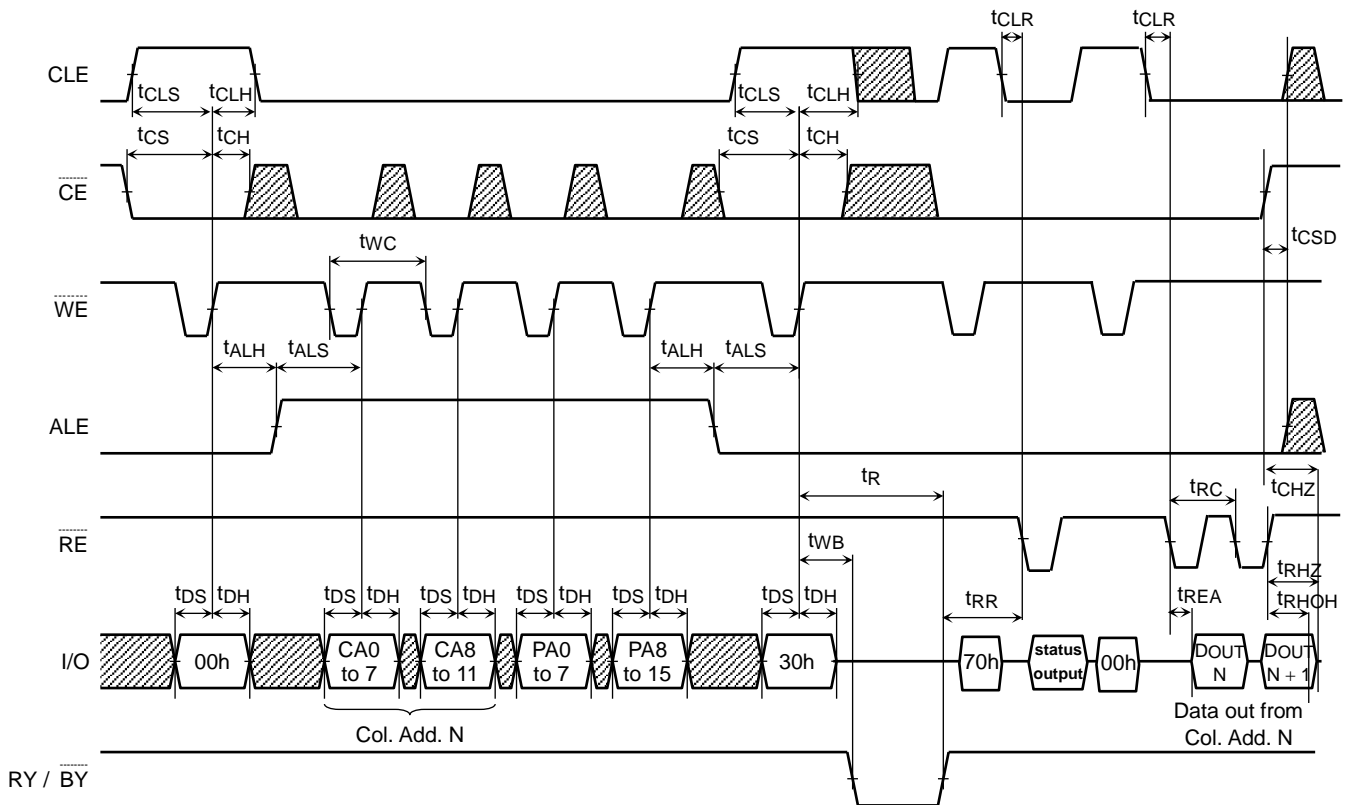 tCLR tCLR
CLE
tCLS tCLH tCLS tCLH
tCS tCH tCS tCH
CE
tWC tCSD
WE
tALH tALS tALH tALS
ALE
tR tRC tCHZ
RE
tWB
tRHZ
tDS tDH tDS tDH tDS tDH tDS tDH tDS tDH tDS tDH tRR tREA tRHOH
I/O 00h CA0 to 7 CA8 to 11 PA0 to 7 PA8 to 15 30h 70h status output 00h DOUT N DOUT N + 1
Col. Add. N
Data out from
Col. Add. N
RY / BY